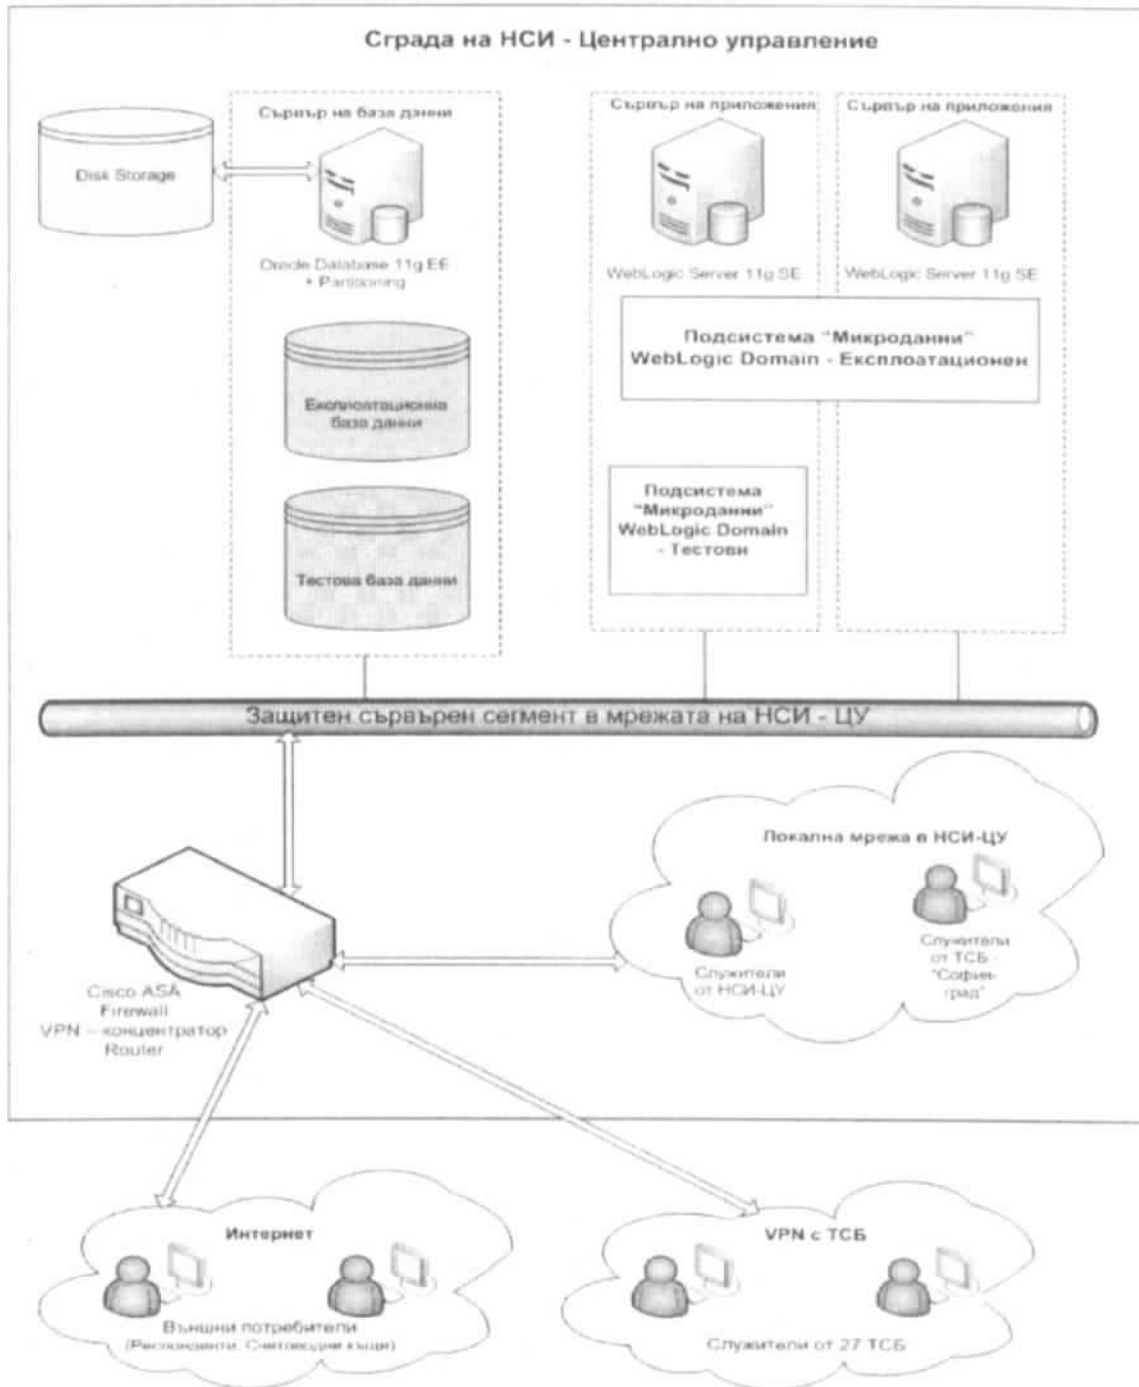 Сграда на НСИ - Централно управление
Сървър на база данни
Сървър на приложения
Сървър на приложения
Disk Storage
Oracle Database 11g EE
+ Partitioning
WebLogic Server 11g SE
WebLogic Server 11g SE
Подсистема "Микроданни"
WebLogic Domain - Експлоатационен
Експлоатационна
база данни
Подсистема
"Микроданни"
WebLogic Domain
- Тестови
Тестова база данни
Защитен сървърен сегмент в мрежата на НСИ - ЦУ
Локална мрежа в НСИ-ЦУ
Служители
от НСИ-ЦУ
Служители
от ТСБ -
"София-
град"
Cisco ASA
Firewall
VPN – концентратор
Router
Интернет
Външни потребители
(Респонденти, Счетоводни къщи)
VPN с ТСБ
Служители от 27 ТСБ